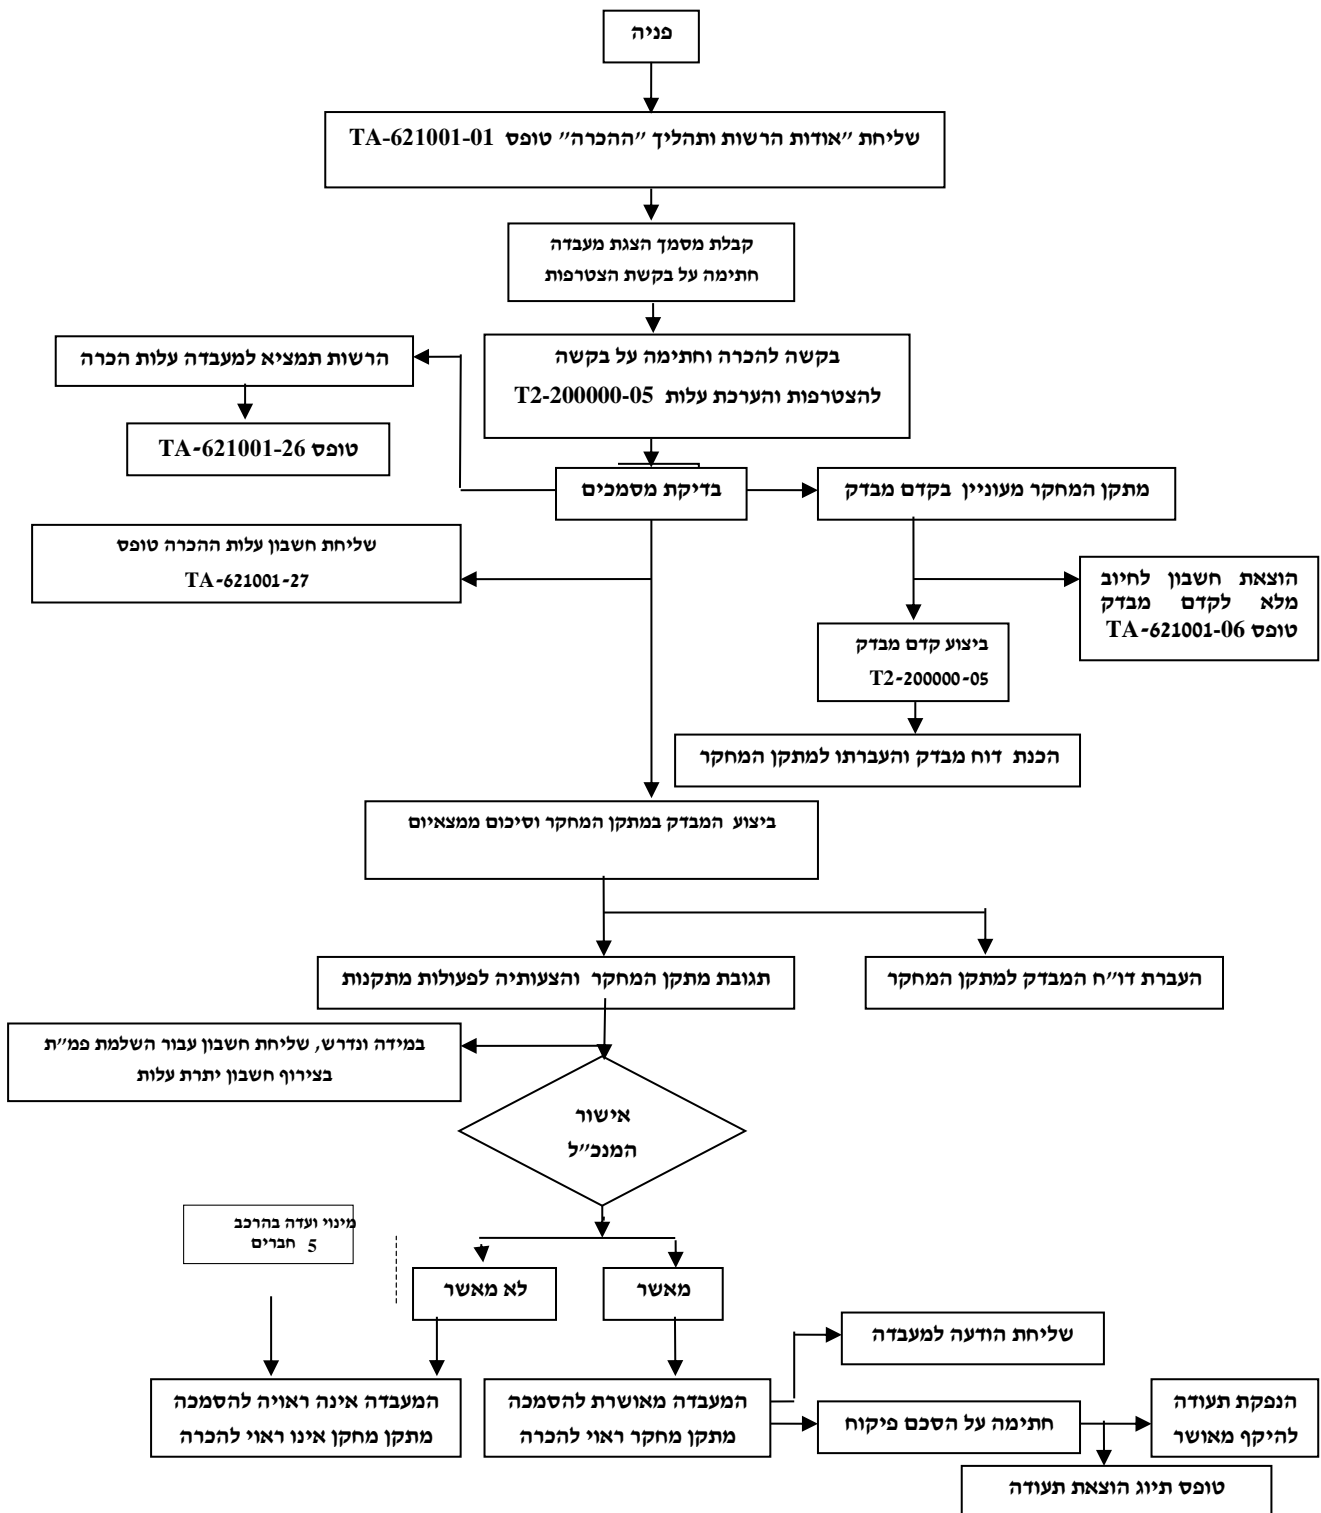 פניה
שליחת "אודות הרשות ותהליך "ההכרה" טופס TA-621001-01
קבלת מסמך הצגת מעבדה
חתימה על בקשת הצטרפות
בקשה להכרה וחתימה על בקשה
להצטרפות והערכת עלות T2-200000-05
הרשות תמציא למעבדה עלות הכרה
טופס TA-621001-26
בדיקת מסמכים
מתקן המחקר מעוניין בקדם מבדק
שליחת חשבון עלות ההכרה טופס
TA-621001-27
הוצאת חשבון לחיוב
מלא לקדם מבדק
טופס TA-621001-06
ביצוע קדם מבדק
T2-200000-05
הכנת דוח מבדק והעברתו למתקן המחקר
ביצוע המבדק במתקן המחקר וסיכום ממצאיום
תגובת מתקן המחקר והצעותיה לפעולות מתקנות
העברת דו"ח המבדק למתקן המחקר
במידה ונדרש, שליחת חשבון עבור השלמת פמ"ת
בצירוף חשבון יתרת עלות
אישור
המנכ"ל
מינוי ועדה בהרכב
5 חברים
לא מאשר
מאשר
שליחת הודעה למעבדה
המעבדה אינה ראויה להסמכה
מתקן מחקן אינו ראוי להכרה
המעבדה מאושרת להסמכה
מתקן מחקר ראוי להכרה
חתימה על הסכם פיקוח
הנפקת תעודה
להיקף מאושר
טופס תיוג הוצאת תעודה